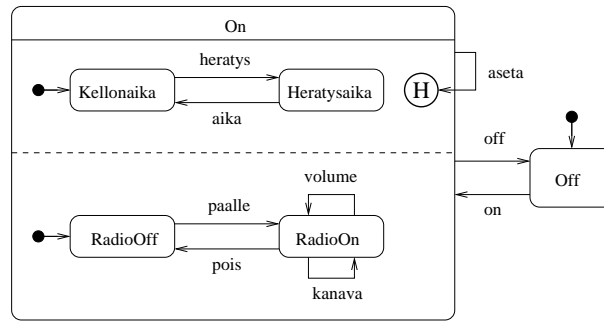 On
heratys
Kellonaika
Heratysaika
H
aseta
aika
off
Off
on
volume
paalle
RadioOff
RadioOn
pois
kanava